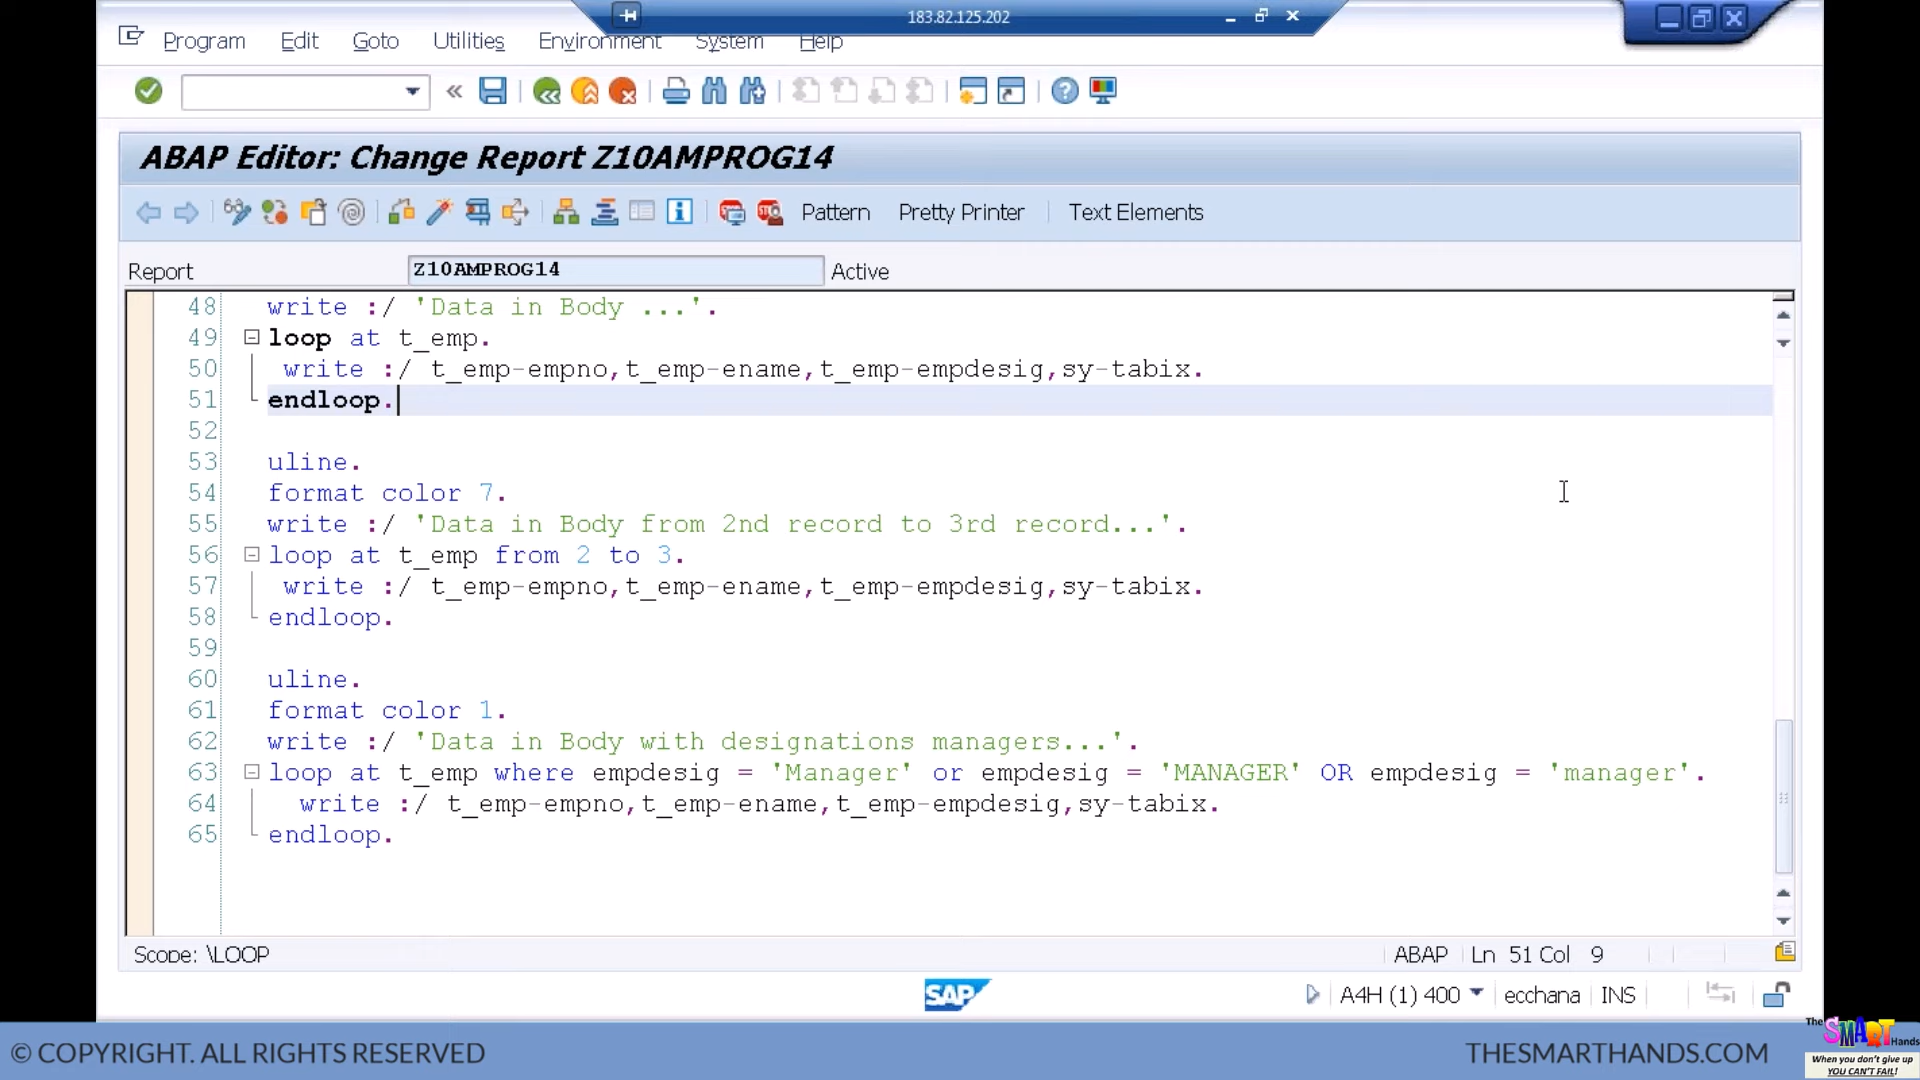 183.82.125.202
Program Edit Goto Utilities Environment System Help
ABAP Editor: Change Report Z10AMPROG14
Pattern Pretty Printer Text Elements
Report Z10AMPROG14 Active
48 write :/ 'Data in Body ...'.
49 loop at t_emp.
50 write :/ t_emp-empno,t_emp-ename,t_emp-empdesig,sy-tabix.
51 endloop.
52
53 uline.
54 format color 7.
55 write :/ 'Data in Body from 2nd record to 3rd record...'.
56 loop at t_emp from 2 to 3.
57 write :/ t_emp-empno,t_emp-ename,t_emp-empdesig,sy-tabix.
58 endloop.
59
60 uline.
61 format color 1.
62 write :/ 'Data in Body with designations managers...'.
63 loop at t_emp where empdesig = 'Manager' or empdesig = 'MANAGER' OR empdesig = 'manager'.
64 write :/ t_emp-empno,t_emp-ename,t_emp-empdesig,sy-tabix.
65 endloop.
Scope: \LOOP ABAP Ln 51 Col 9
SAP A4H (1) 400 ecchana INS
© COPYRIGHT. ALL RIGHTS RESERVED THESMARTHANDS.COM
The SMART Hands
When you don't give up
YOU CAN'T FAIL!